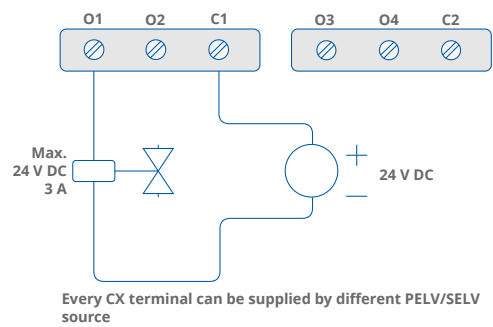 O1 O2 C1 O3 O4 C2
Max.
24 V DC
3 A
24 V DC
Every CX terminal can be supplied by different PELV/SELV
source